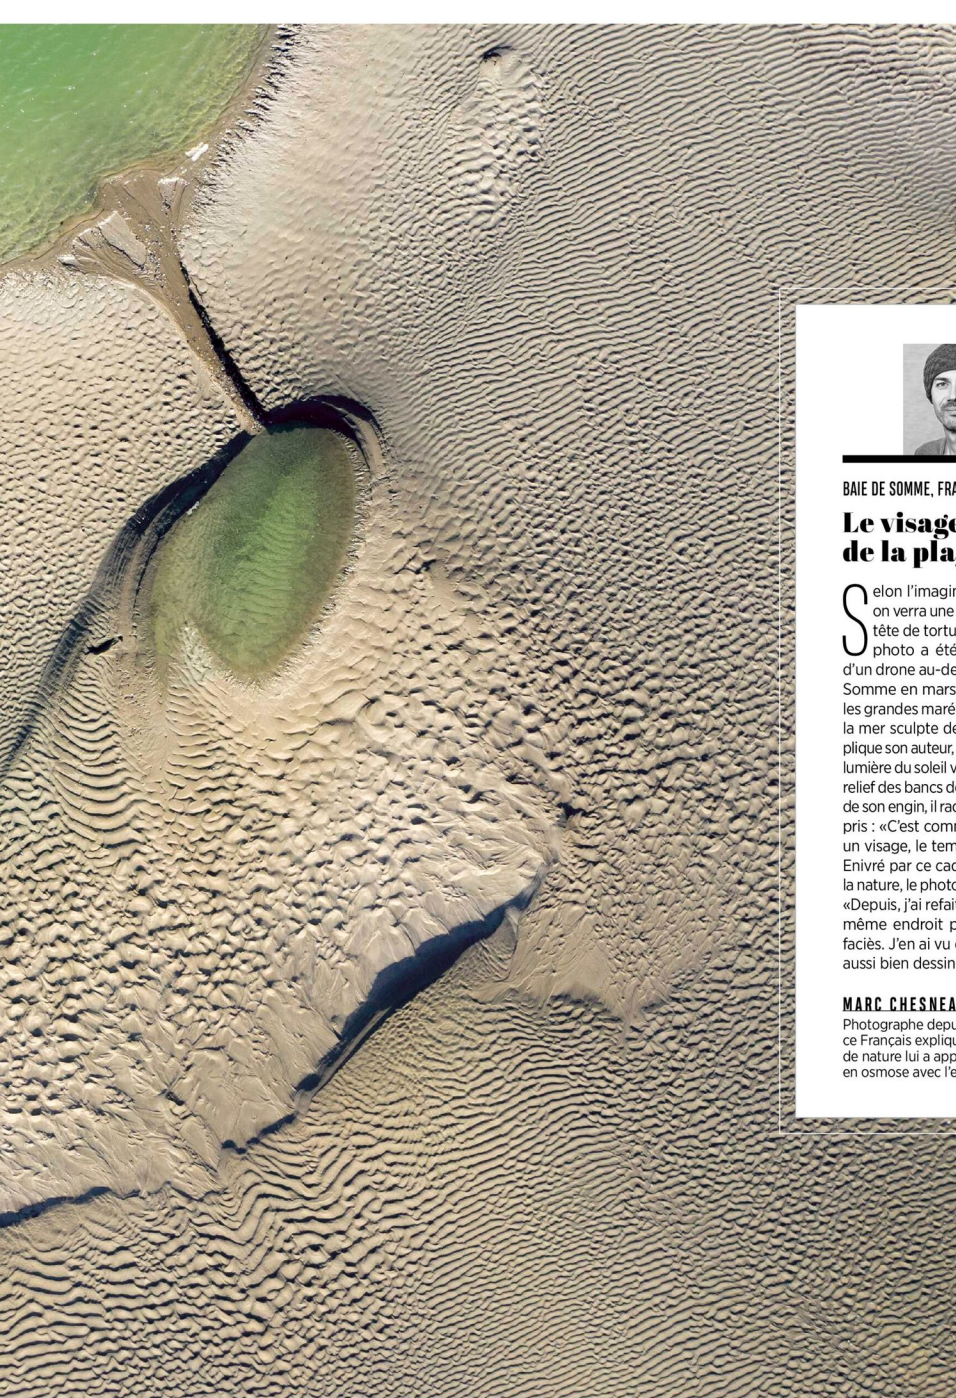 BAIE DE SOMME, FRA
Le visage
de la pla
Selon l'imagin
on verra une
tête de tortu
photo a été
d'un drone au-de
Somme en mars
les grandes maré
la mer sculpte de
plique son auteur,
lumière du soleil v
relief des bancs de
de son engin, il rac
pris : «C'est comm
un visage, le tem
Enivré par ce cad
la nature, le photo
«Depuis, j'ai refait
même endroit p
faciès. J'en ai vu
aussi bien dessin
MARC CHESNEA
Photographe depu
ce Français expliqu
de nature lui a app
en osmose avec l'e